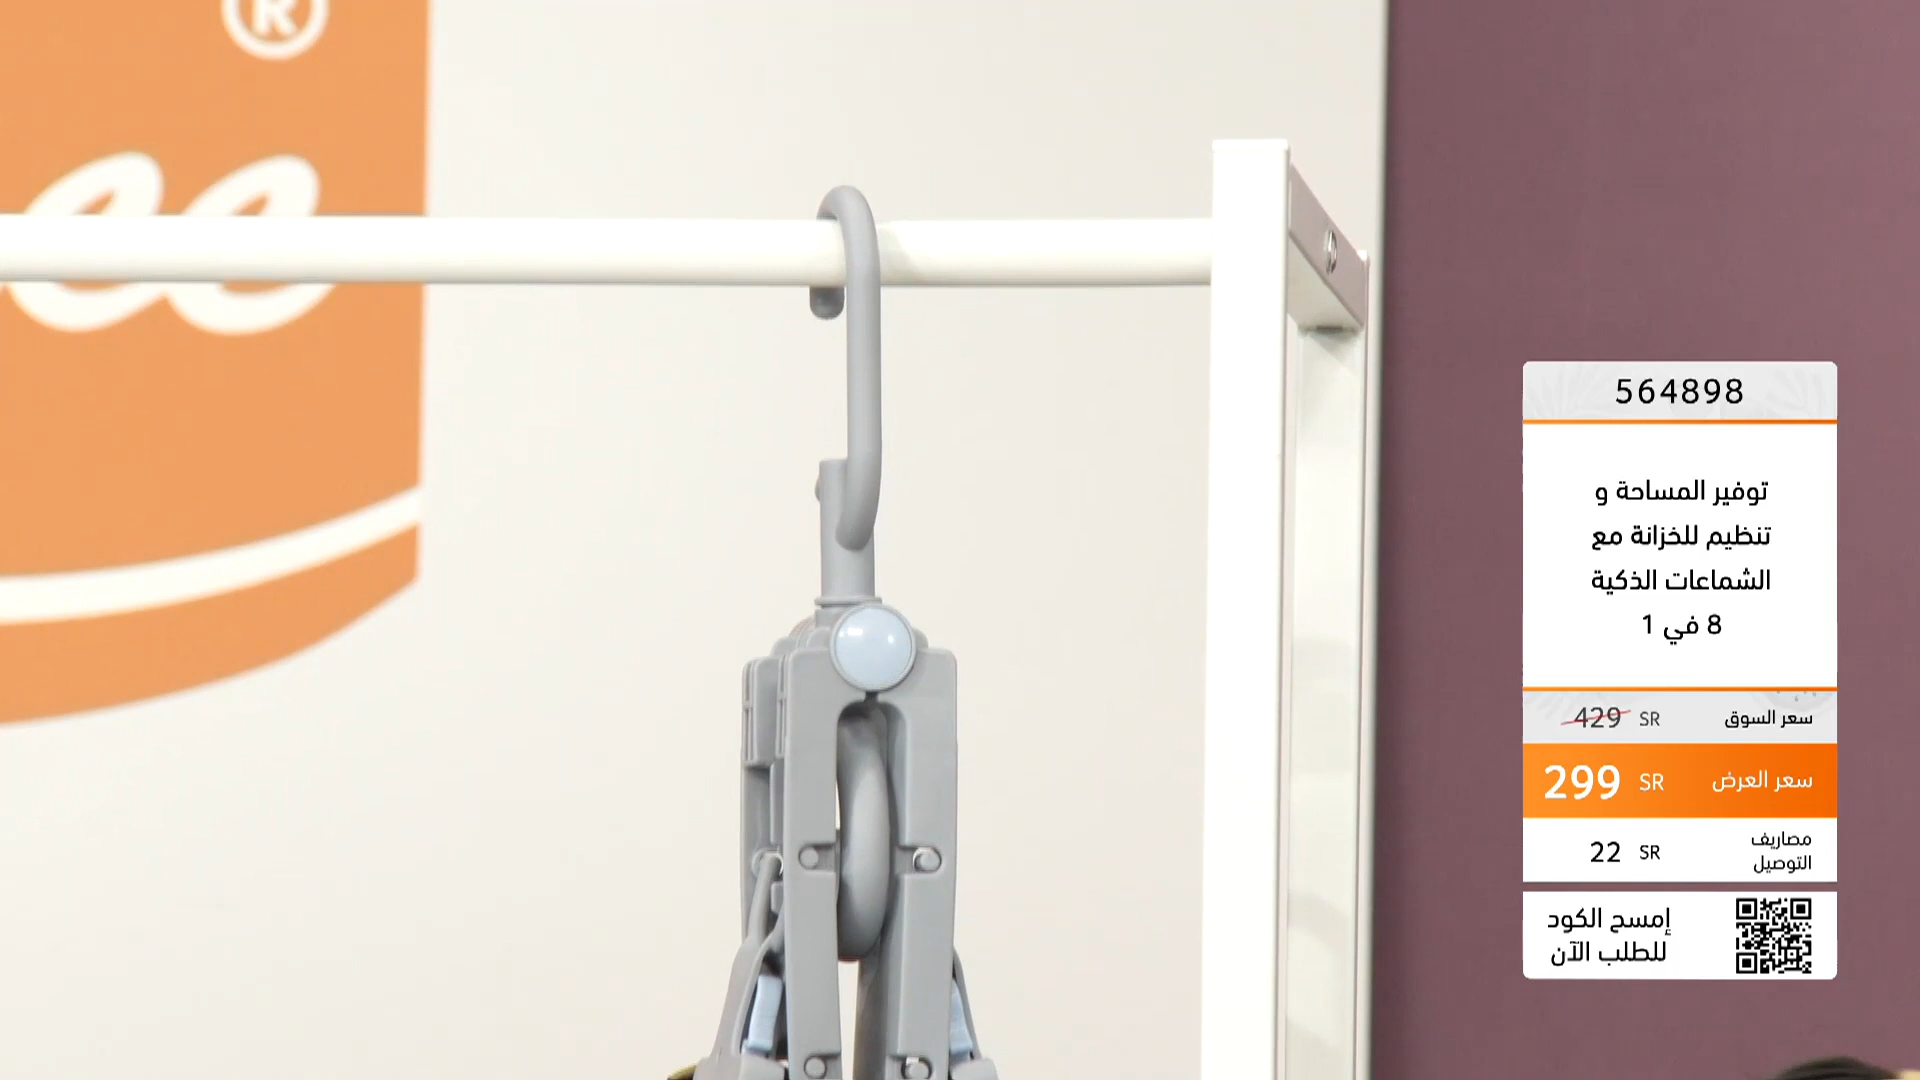 ®
ee
564898
توفير المساحة و
تنظيم للخزانة مع
الشماعات الذكية
8 في 1
سعر السوق SR 429
سعر العرض SR 299
مصاريف
التوصيل SR 22
إمسح الكود
للطلب الآن